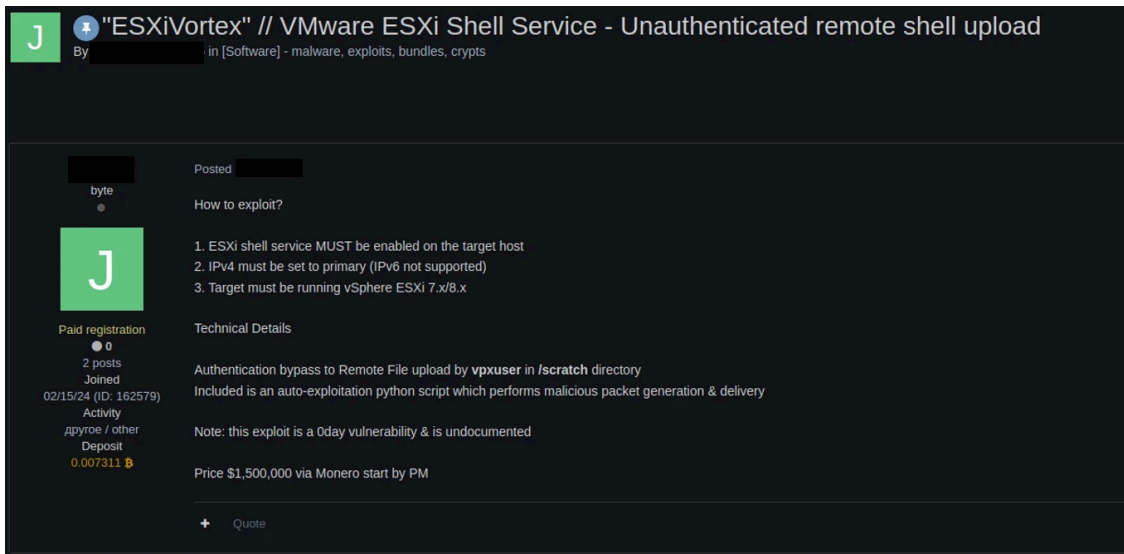 J
"ESXiVortex" // VMware ESXi Shell Service - Unauthenticated remote shell upload
By in [Software] - malware, exploits, bundles, crypts
byte
J
Paid registration
0
2 posts
Joined
02/15/24 (ID: 162579)
Activity
другое / other
Deposit
0.007311 ₿
Posted
How to exploit?
1. ESXi shell service MUST be enabled on the target host
2. IPv4 must be set to primary (IPv6 not supported)
3. Target must be running vSphere ESXi 7.x/8.x
Technical Details
Authentication bypass to Remote File upload by vpxuser in /scratch directory
Included is an auto-exploitation python script which performs malicious packet generation & delivery
Note: this exploit is a 0day vulnerability & is undocumented
Price $1,500,000 via Monero start by PM
+ Quote